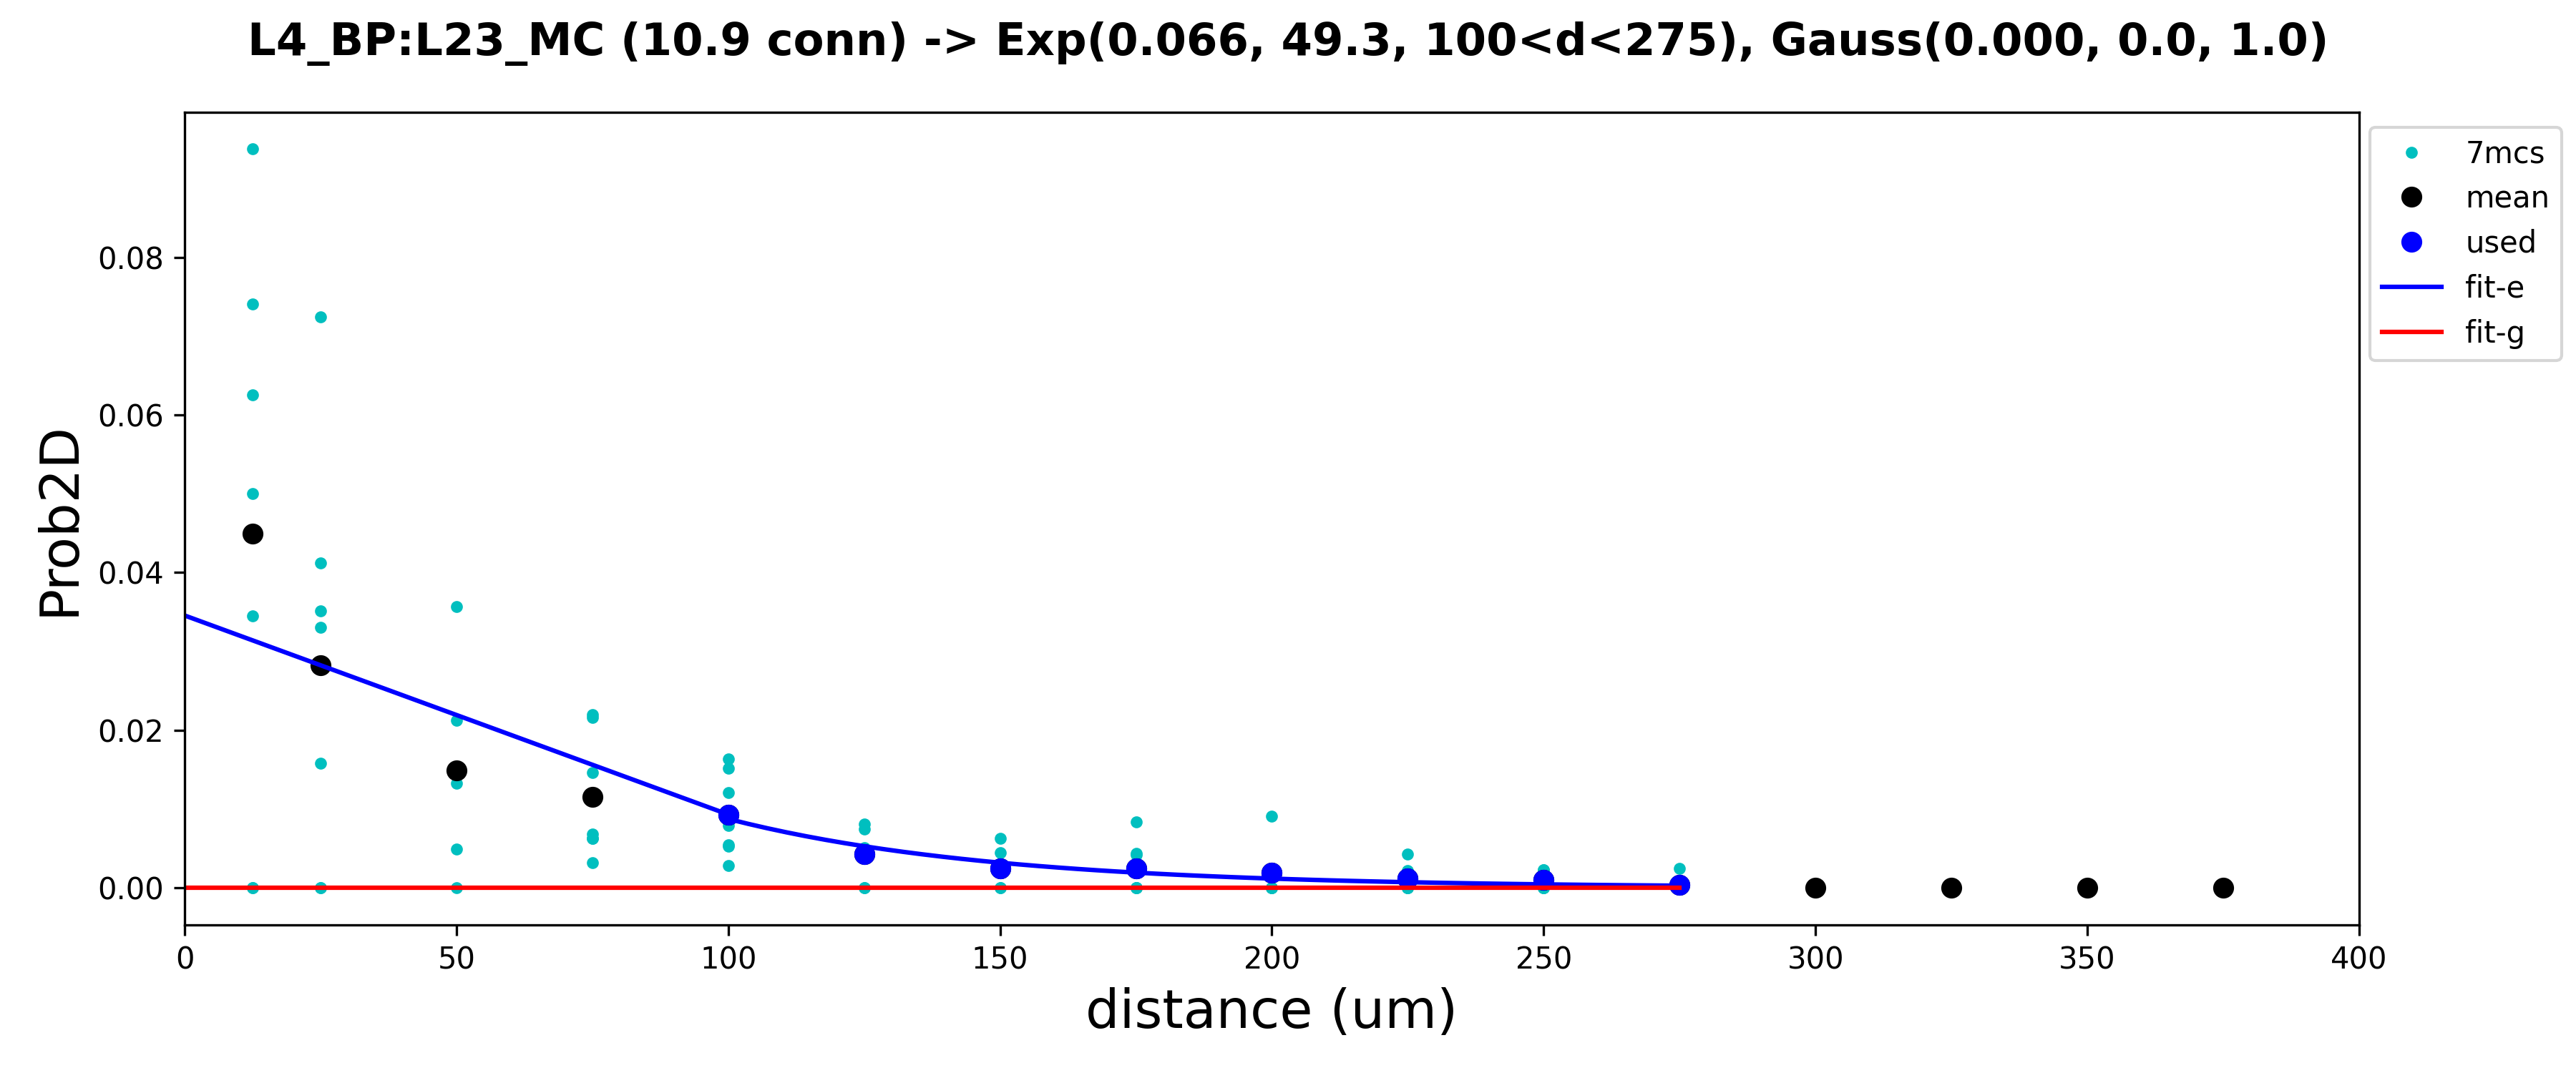 L4_BP:L23_MC (10.9 conn) -> Exp(0.066, 49.3, 100<d<275), Gauss(0.000, 0.0, 1.0)
7mcs
mean
used
fit-e
fit-g
Prob2D
0.08
0.06
0.04
0.02
0.00
0 50 100 150 200 250 300 350 400
distance (um)